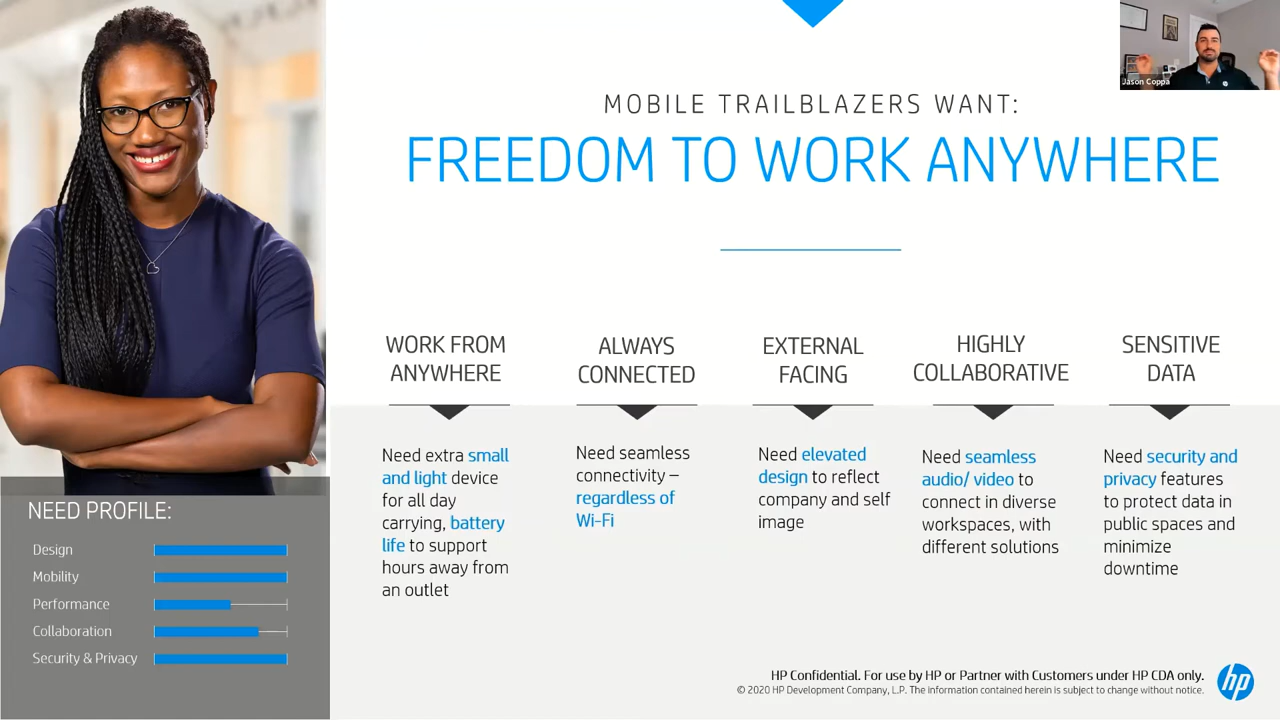 Jason Coppa
MOBILE TRAILBLAZERS WANT:
FREEDOM TO WORK ANYWHERE
WORK FROM
ANYWHERE
Need extra small
and light device
for all day
carrying, battery
life to support
hours away from
an outlet
ALWAYS
CONNECTED
Need seamless
connectivity –
regardless of
Wi-Fi
EXTERNAL
FACING
Need elevated
design to reflect
company and self
image
HIGHLY
COLLABORATIVE
Need seamless
audio/ video to
connect in diverse
workspaces, with
different solutions
SENSITIVE
DATA
Need security and
privacy features
to protect data in
public spaces and
minimize
downtime
NEED PROFILE:
Design
Mobility
Performance
Collaboration
Security & Privacy
HP Confidential. For use by HP or Partner with Customers under HP CDA only.
© 2020 HP Development Company, L.P. The information contained herein is subject to change without notice.
hp